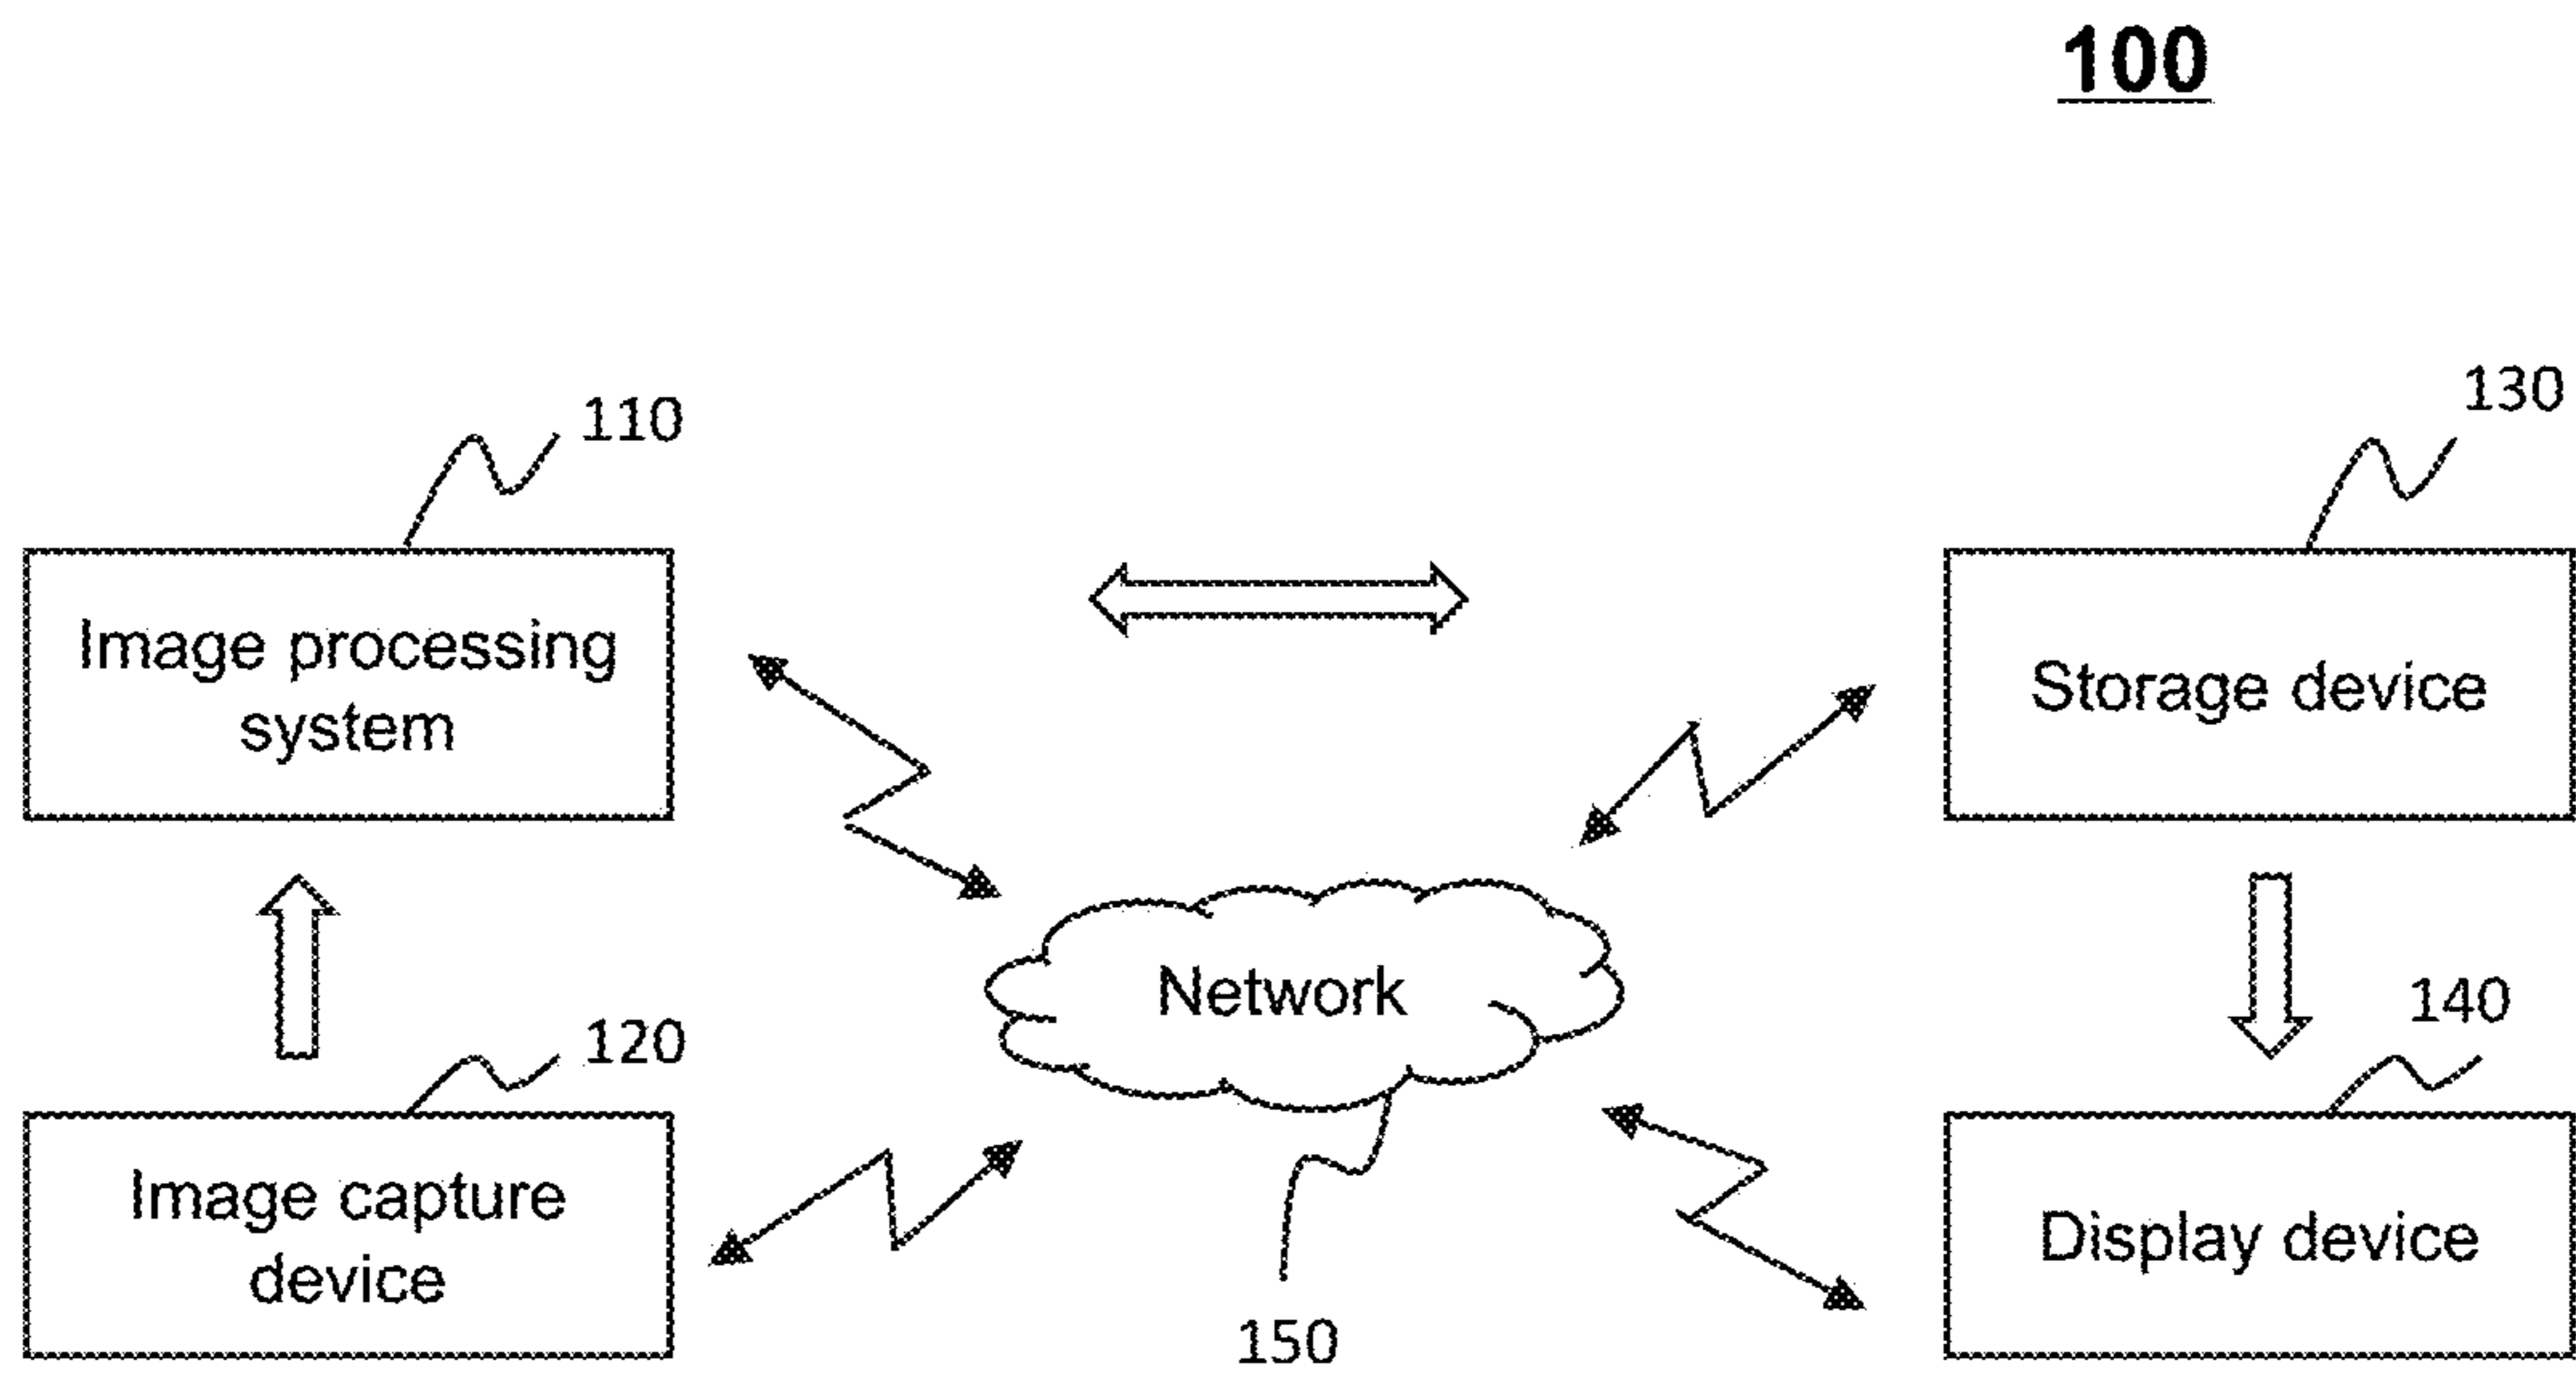 100
110
130
Image processing
system
Storage device
Network
120
140
Image capture
device
Display device
150